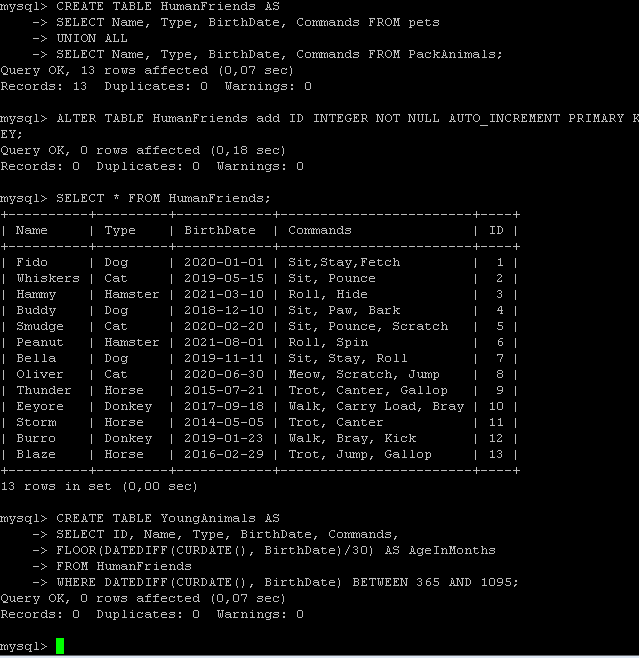 mysql> CREATE TABLE HumanFriends AS
    -> SELECT Name, Type, BirthDate, Commands FROM pets
    -> UNION ALL
    -> SELECT Name, Type, BirthDate, Commands FROM PackAnimals;
Query OK, 13 rows affected (0,07 sec)
Records: 13  Duplicates: 0  Warnings: 0

mysql> ALTER TABLE HumanFriends add ID INTEGER NOT NULL AUTO_INCREMENT PRIMARY K
EY;
Query OK, 0 rows affected (0,18 sec)
Records: 0  Duplicates: 0  Warnings: 0

mysql> SELECT * FROM HumanFriends;
+----------+---------+------------+------------------------+----+
| Name     | Type    | BirthDate  | Commands               | ID |
+----------+---------+------------+------------------------+----+
| Fido     | Dog     | 2020-01-01 | Sit,Stay,Fetch         |  1 |
| Whiskers | Cat     | 2019-05-15 | Sit, Pounce            |  2 |
| Hammy    | Hamster | 2021-03-10 | Roll, Hide             |  3 |
| Buddy    | Dog     | 2018-12-10 | Sit, Paw, Bark         |  4 |
| Smudge   | Cat     | 2020-02-20 | Sit, Pounce, Scratch   |  5 |
| Peanut   | Hamster | 2021-08-01 | Roll, Spin             |  6 |
| Bella    | Dog     | 2019-11-11 | Sit, Stay, Roll        |  7 |
| Oliver   | Cat     | 2020-06-30 | Meow, Scratch, Jump    |  8 |
| Thunder  | Horse   | 2015-07-21 | Trot, Canter, Gallop   |  9 |
| Eeyore   | Donkey  | 2017-09-18 | Walk, Carry Load, Bray | 10 |
| Storm    | Horse   | 2014-05-05 | Trot, Canter           | 11 |
| Burro    | Donkey  | 2019-01-23 | Walk, Bray, Kick       | 12 |
| Blaze    | Horse   | 2016-02-29 | Trot, Jump, Gallop     | 13 |
+----------+---------+------------+------------------------+----+
13 rows in set (0,00 sec)

mysql> CREATE TABLE YoungAnimals AS
    -> SELECT ID, Name, Type, BirthDate, Commands,
    -> FLOOR(DATEDIFF(CURDATE(), BirthDate)/30) AS AgeInMonths
    -> FROM HumanFriends
    -> WHERE DATEDIFF(CURDATE(), BirthDate) BETWEEN 365 AND 1095;
Query OK, 0 rows affected (0,07 sec)
Records: 0  Duplicates: 0  Warnings: 0

mysql>